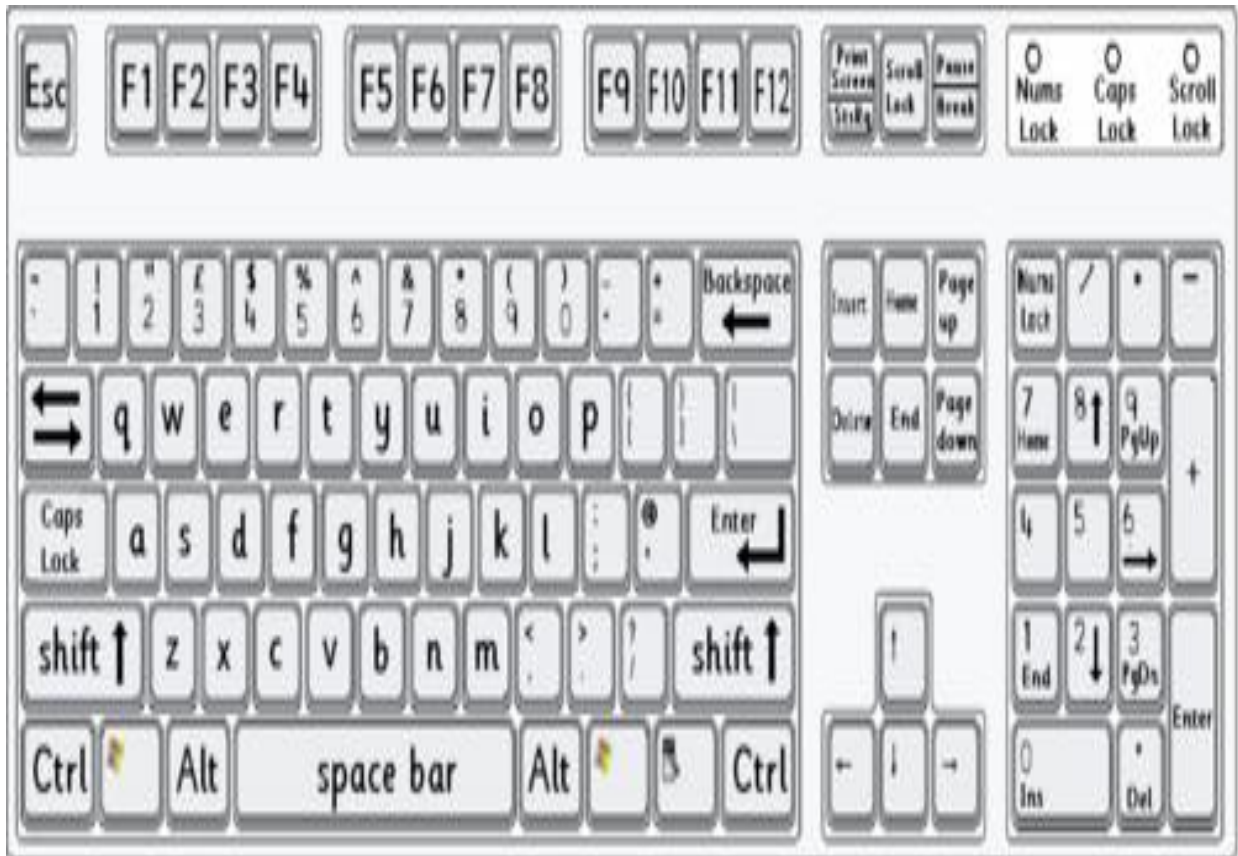 Esc F1 F2 F3 F4 F5 F6 F7 F8 F9 F10 F11 F12
Print Screen Scroll Lock Pause Break
Nums Lock Caps Lock Scroll Lock
! " £ $ % ^ & * ( )
1 2 3 4 5 6 7 8 9 0 Backspace
Insert Home Page up
Nums Lock / -
q w e r t y u i o p
Delete End Page down
7 Home 8 9 PgUp +
Caps Lock a s d f g h j k l ; @ Enter
4 5 6
shift z x c v b n m < > ? / shift
1 End 2 3 PgDn Enter
Ctrl Alt space bar Alt Ctrl
0 Ins . Del